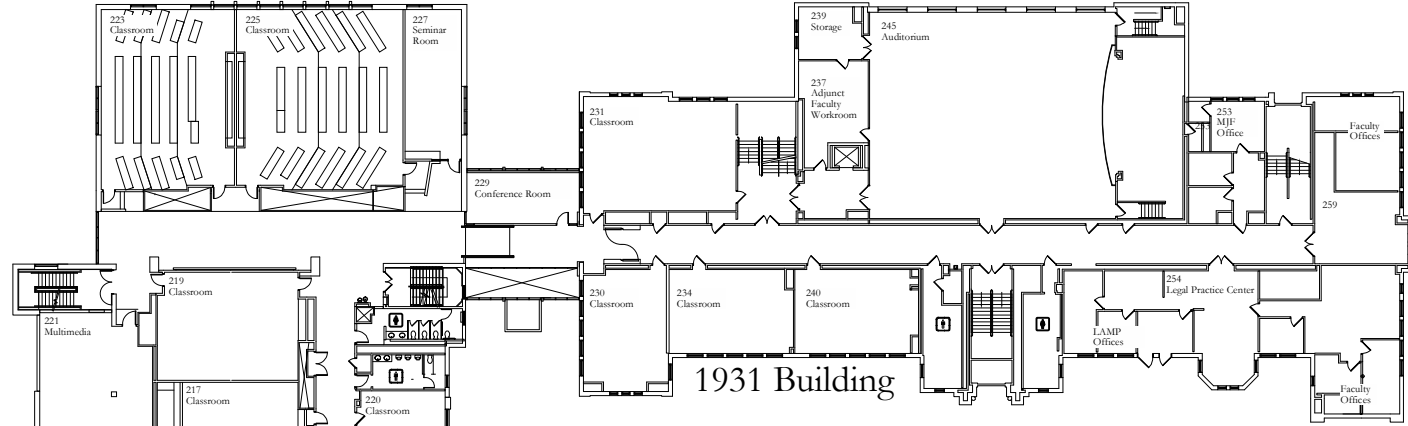 223
Classroom
225
Classroom
227
Seminar
Room
239
Storage
245
Auditorium
237
Adjunct
Faculty
Workroom
231
Classroom
253
MJF
Office
Faculty
Offices
229
Conference Room
259
219
Classroom
221
Multimedia
230
Classroom
234
Classroom
240
Classroom
254
Legal Practice Center
LAMP
Offices
217
Classroom
220
Classroom
1931 Building
Faculty
Offices